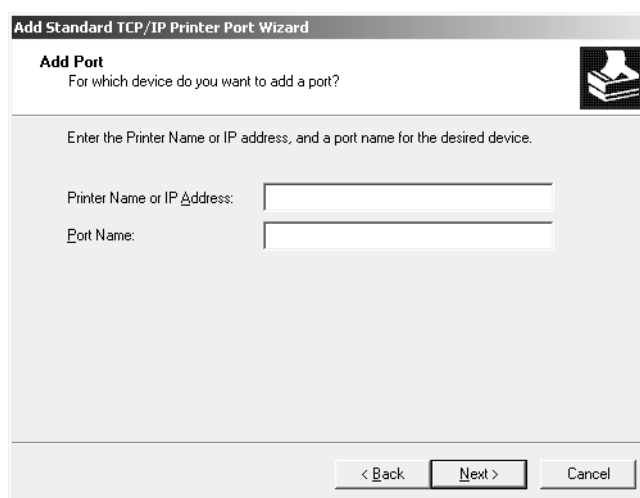 Add Standard TCP/IP Printer Port Wizard
Add Port
For which device do you want to add a port?
Enter the Printer Name or IP address, and a port name for the desired device.
Printer Name or IP Address:
Port Name:
< Back
Next >
Cancel